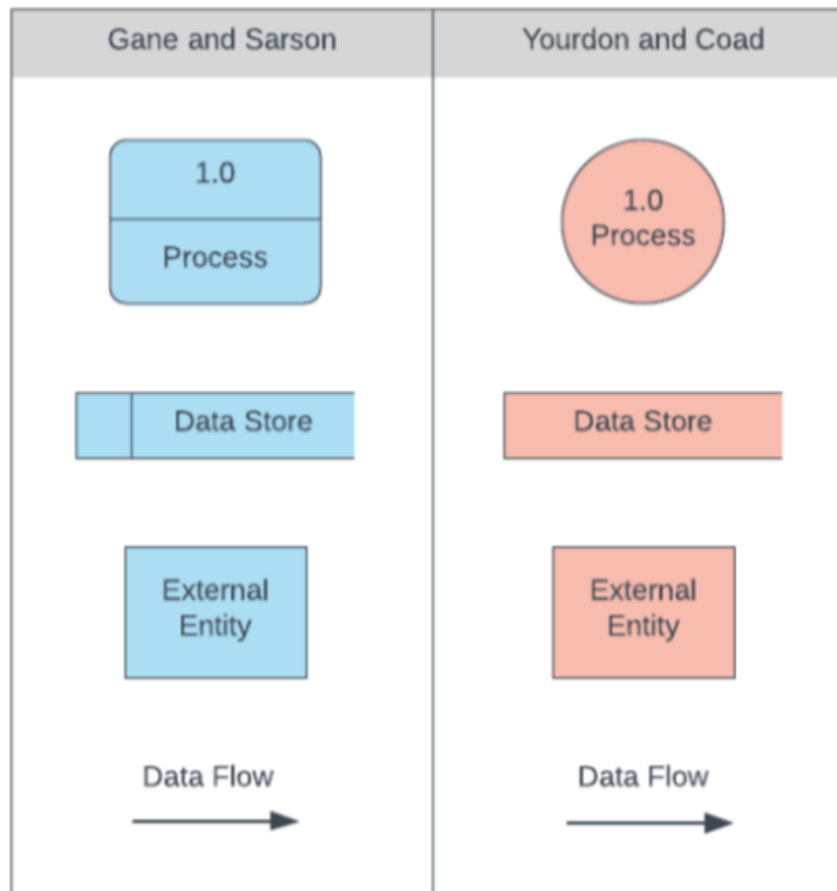 Gane and Sarson
Yourdon and Coad
1.0
Process
1.0
Process
Data Store
Data Store
External
Entity
External
Entity
Data Flow
Data Flow